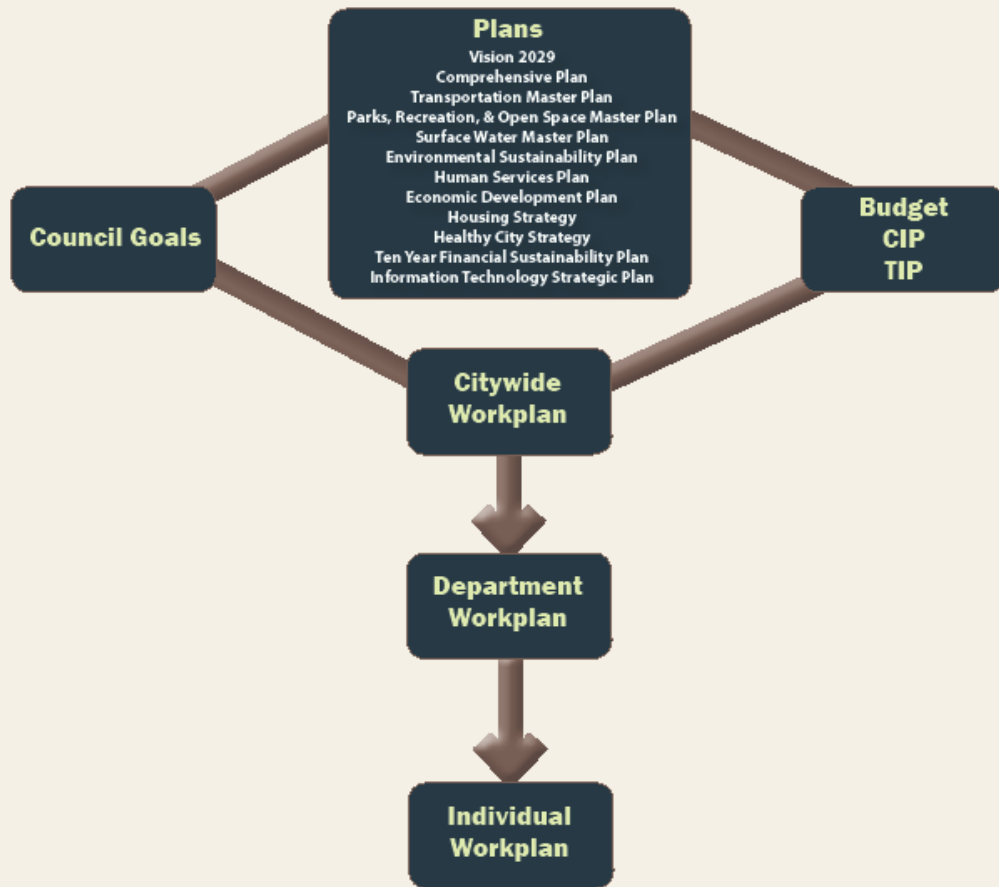 Plans
Vision 2029
Comprehensive Plan
Transportation Master Plan
Parks, Recreation, & Open Space Master Plan
Surface Water Master Plan
Environmental Sustainability Plan
Human Services Plan
Economic Development Plan
Housing Strategy
Healthy City Strategy
Ten Year Financial Sustainability Plan
Information Technology Strategic Plan
Council Goals
Budget
CIP
TIP
Citywide
Workplan
Department
Workplan
Individual
Workplan